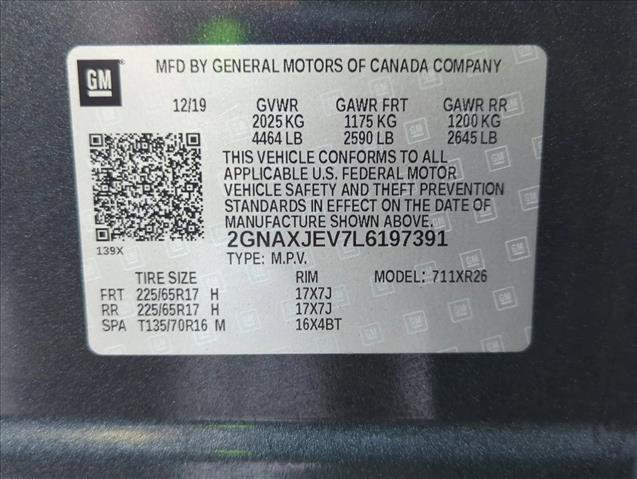 GM
MFD BY GENERAL MOTORS OF CANADA COMPANY
12/19 GVWR GAWR FRT GAWR RR
2025 KG 1175 KG 1200 KG
4464 LB 2590 LB 2645 LB
THIS VEHICLE CONFORMS TO ALL
APPLICABLE U.S. FEDERAL MOTOR
VEHICLE SAFETY AND THEFT PREVENTION
STANDARDS IN EFFECT ON THE DATE OF
MANUFACTURE SHOWN ABOVE.
139X
2GNAXJEV7L6197391
TYPE: M.P.V.
TIRE SIZE RIM MODEL: 711XR26
FRT 225/65R17 H 17X7J
RR 225/65R17 H 17X7J
SPA T135/70R16 M 16X4BT